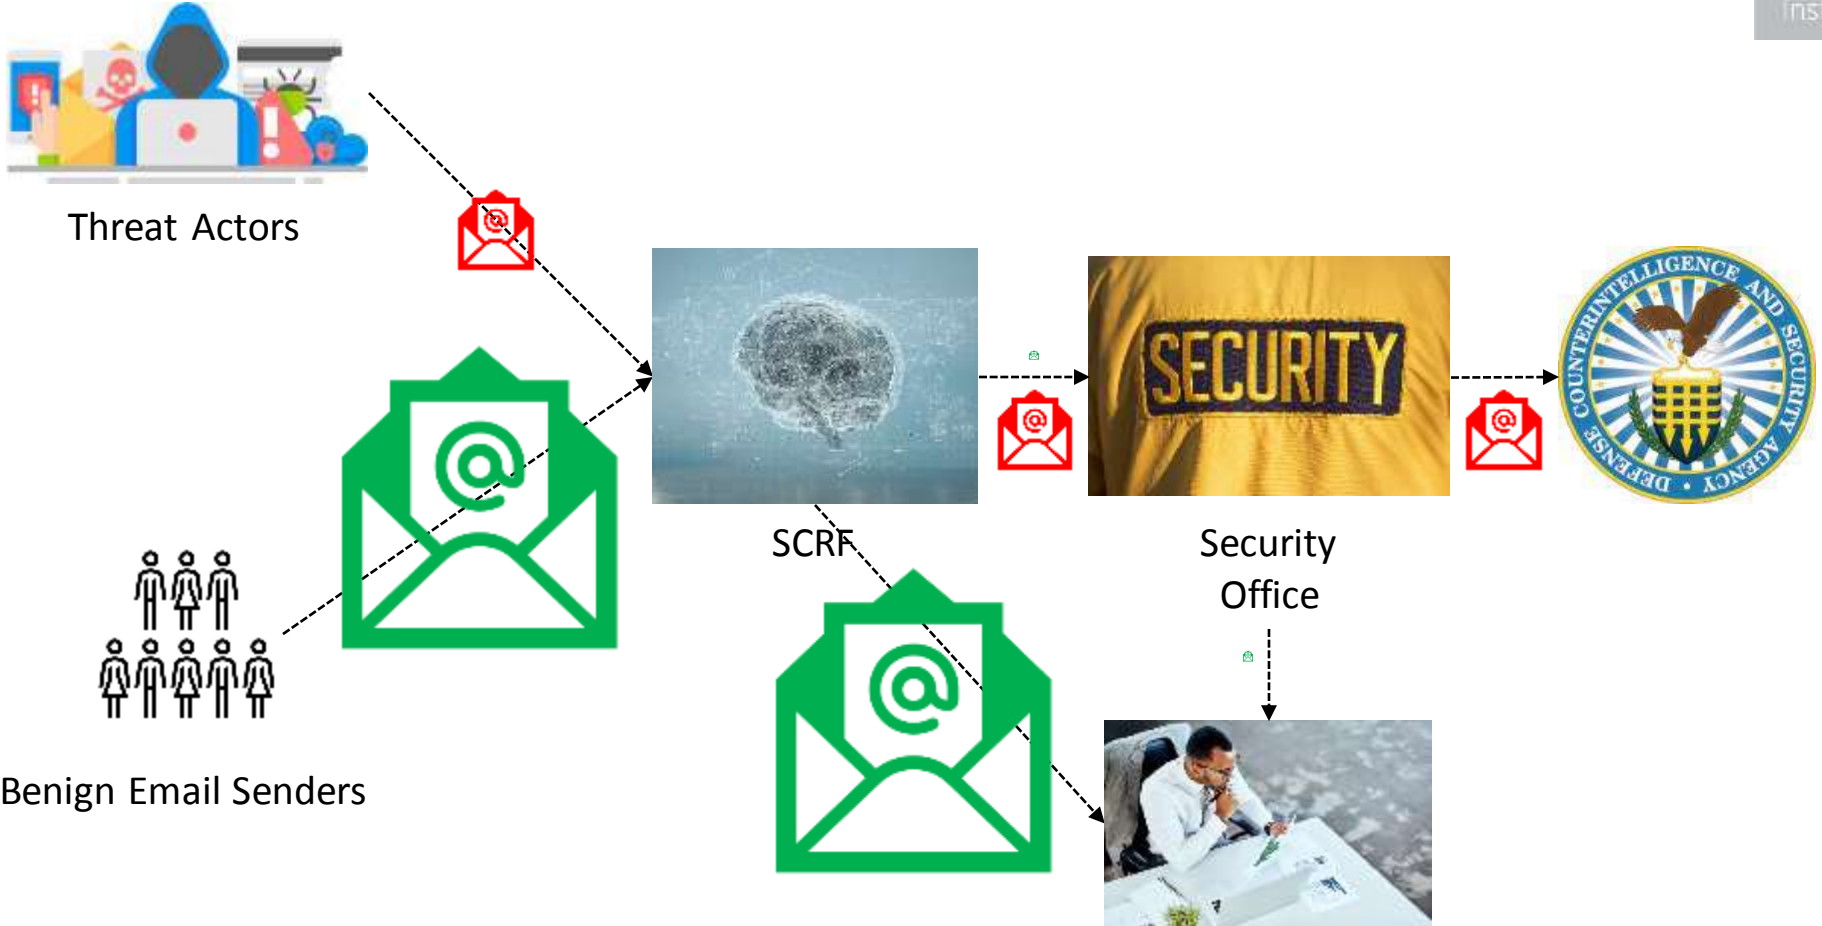 Threat Actors
SECURITY
DEFENSE COUNTERINTELLIGENCE AND SECURITY AGENCY
SCRF
Security
Office
Benign Email Senders